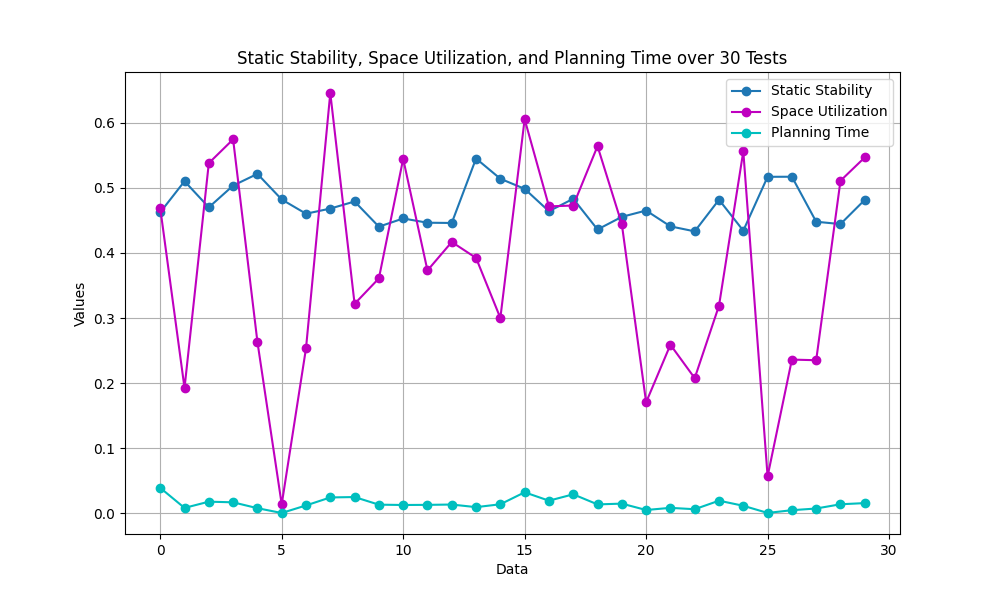 Static Stability, Space Utilization, and Planning Time over 30 Tests
Static Stability
Space Utilization
Planning Time
Values
0.6
0.5
0.4
0.3
0.2
0.1
0.0
0 5 10 15 20 25 30
Data